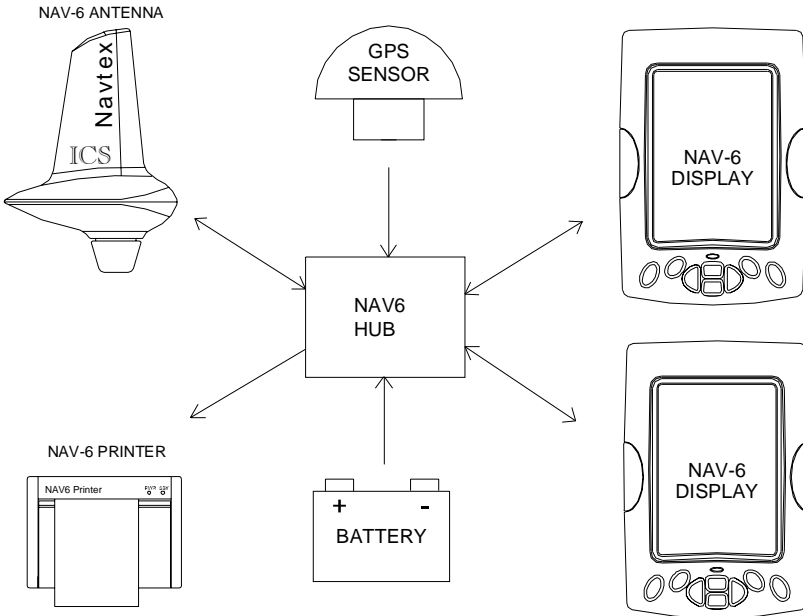 NAV-6 ANTENNA
Navtex
ICS
GPS
SENSOR
NAV-6
DISPLAY
NAV6
HUB
NAV-6 PRINTER
NAV6 Printer
PWR
+ -
BATTERY
NAV-6
DISPLAY